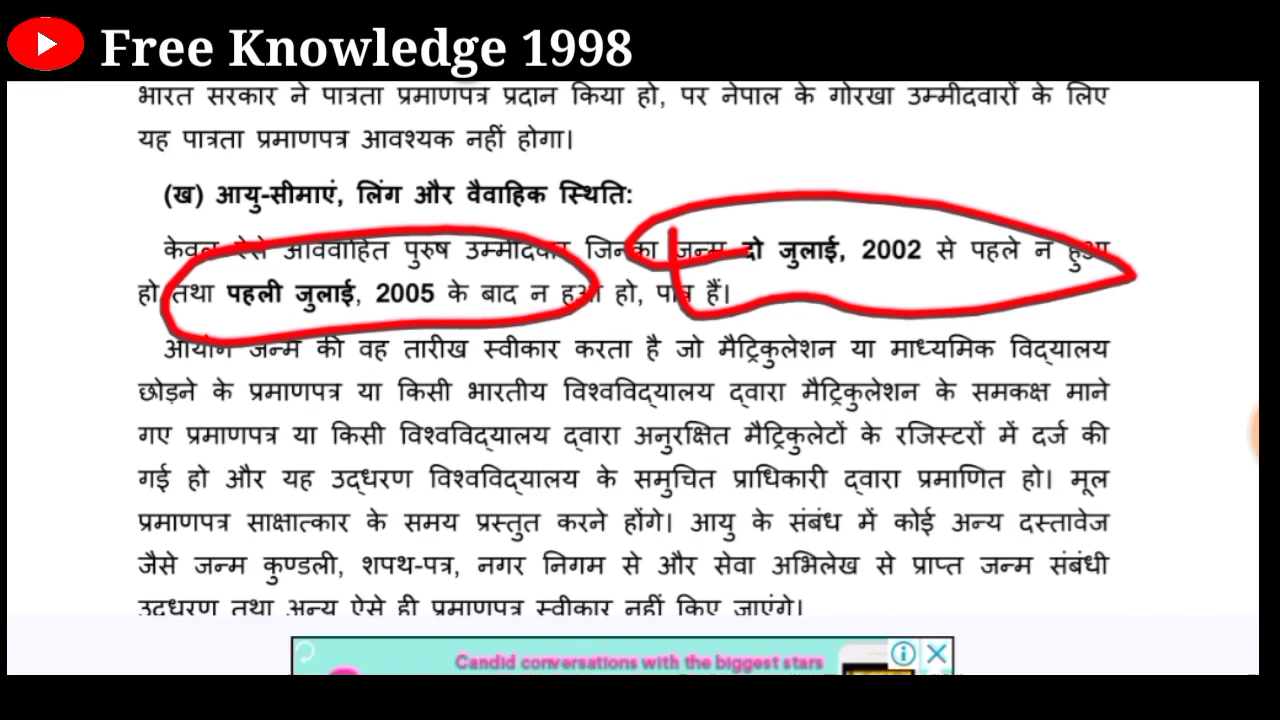 Free Knowledge 1998
भारत सरकार ने पात्रता प्रमाणपत्र प्रदान किया हो, पर नेपाल के गोरखा उम्मीदवारों के लिए
यह पात्रता प्रमाणपत्र आवश्यक नहीं होगा।
(ख) आयु-सीमाएं, लिंग और वैवाहिक स्थिति:
केवल ऐसे अविवाहित पुरुष उम्मीदवार जिनका जन्म दो जुलाई, 2002 से पहले न हुआ
हो तथा पहली जुलाई, 2005 के बाद न हुआ हो, पात्र हैं।
आयोग जन्म की वह तारीख स्वीकार करता है जो मैट्रिकुलेशन या माध्यमिक विद्यालय
छोड़ने के प्रमाणपत्र या किसी भारतीय विश्वविद्यालय द्वारा मैट्रिकुलेशन के समकक्ष माने
गए प्रमाणपत्र या किसी विश्वविद्यालय द्वारा अनुरक्षित मैट्रिकुलेटों के रजिस्टरों में दर्ज की
गई हो और यह उद्धरण विश्वविद्यालय के समुचित प्राधिकारी द्वारा प्रमाणित हो। मूल
प्रमाणपत्र साक्षात्कार के समय प्रस्तुत करने होंगे। आयु के संबंध में कोई अन्य दस्तावेज
जैसे जन्म कुण्डली, शपथ-पत्र, नगर निगम से और सेवा अभिलेख से प्राप्त जन्म संबंधी
उद्धरण तथा अन्य ऐसे ही प्रमाणपत्र स्वीकार नहीं किए जाएंगे।
Candid conversations with the biggest stars